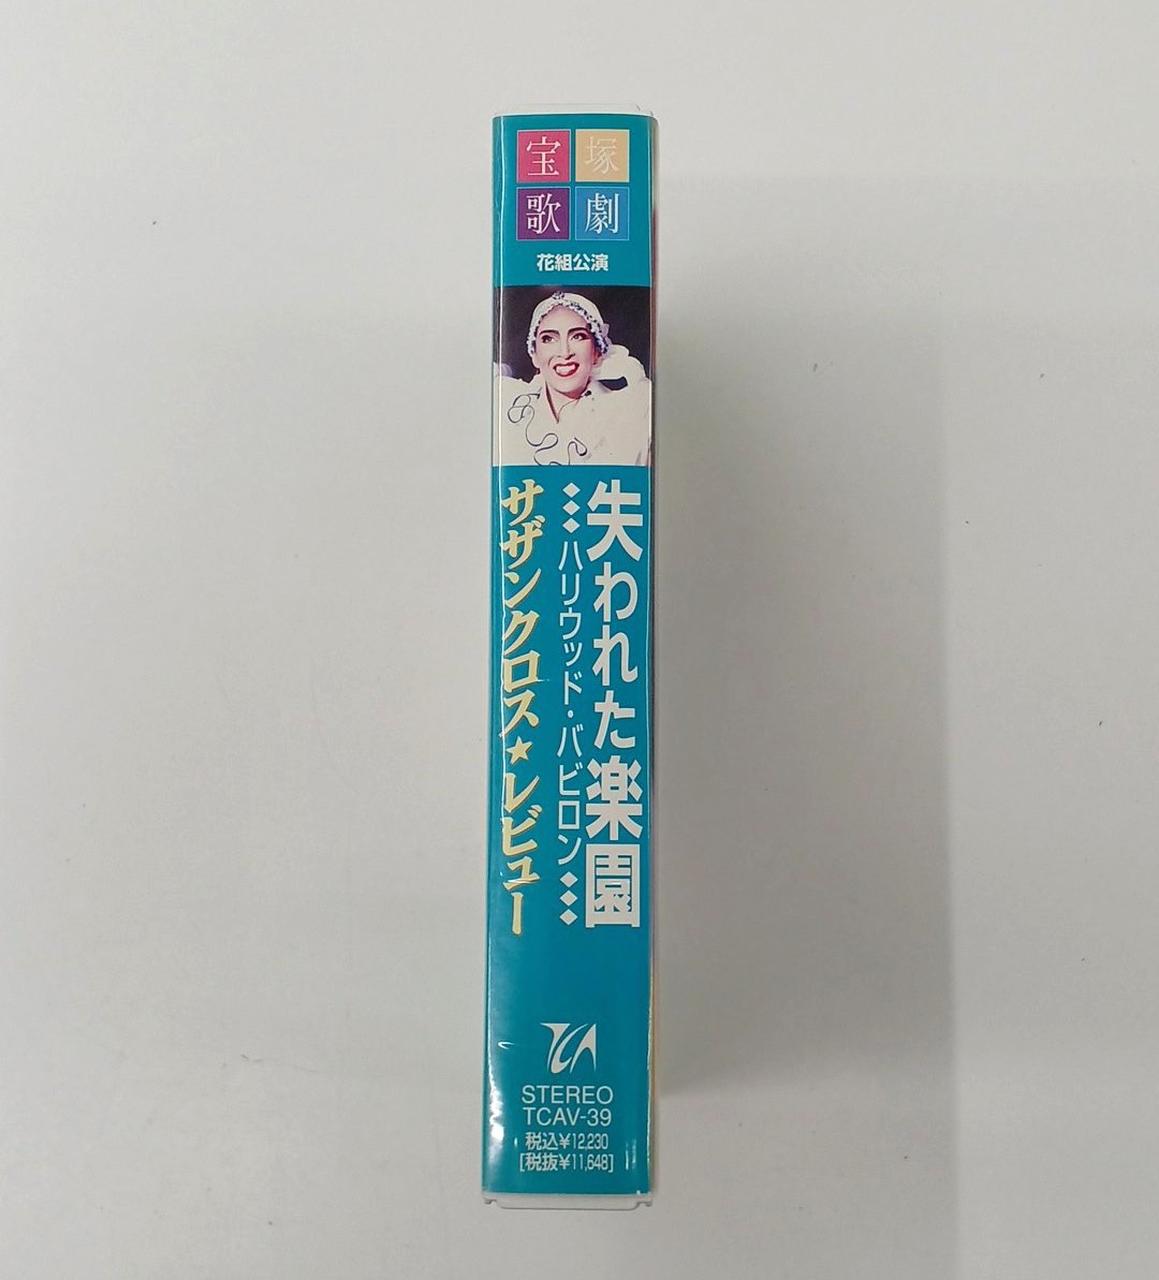 宝塚
歌劇
花組公演
失われた楽園
ハリウッド・バビロン
サザンクロス★レビュー
TCA
STEREO
TCAV-39
税込¥12,230
[税抜¥11,648]